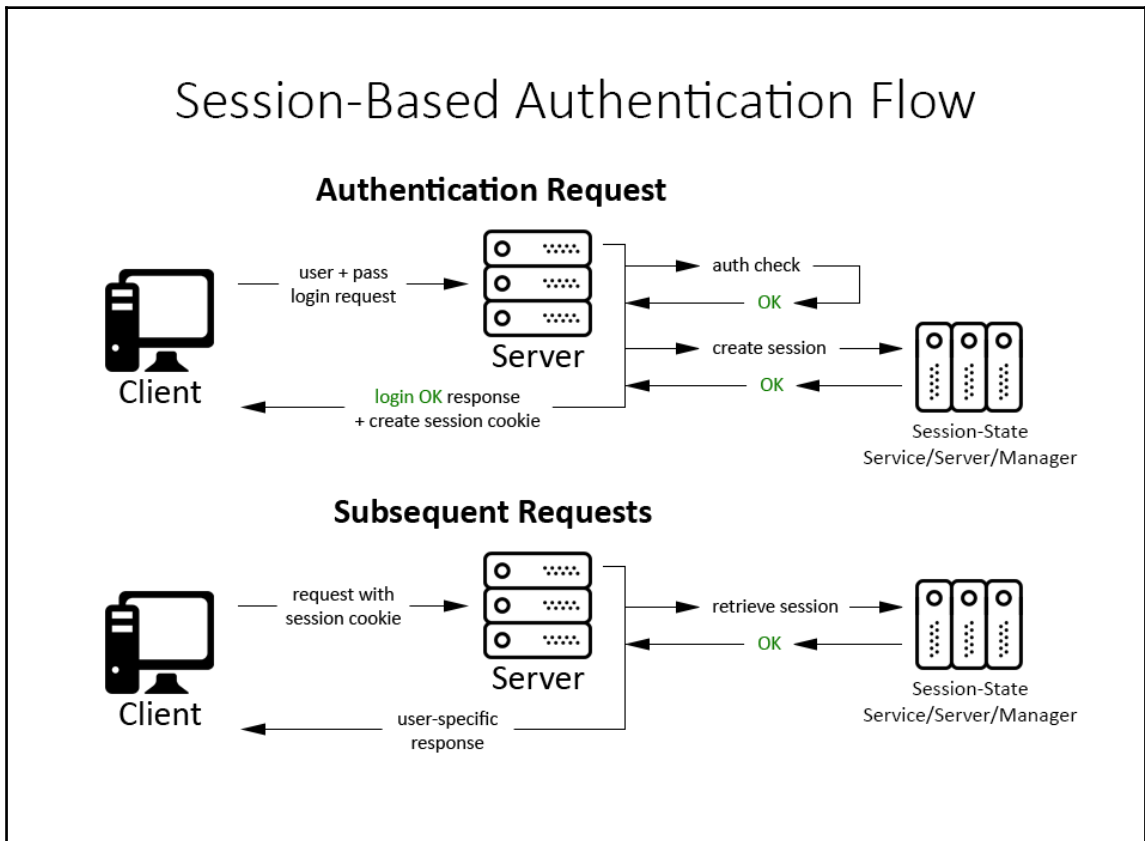 Session-Based Authentication Flow
Authentication Request
user + pass
login request
auth check
OK
Server
create session
OK
Client
login OK response
+ create session cookie
Session-State
Service/Server/Manager
Subsequent Requests
request with
session cookie
retrieve session
OK
Server
Client
user-specific
response
Session-State
Service/Server/Manager